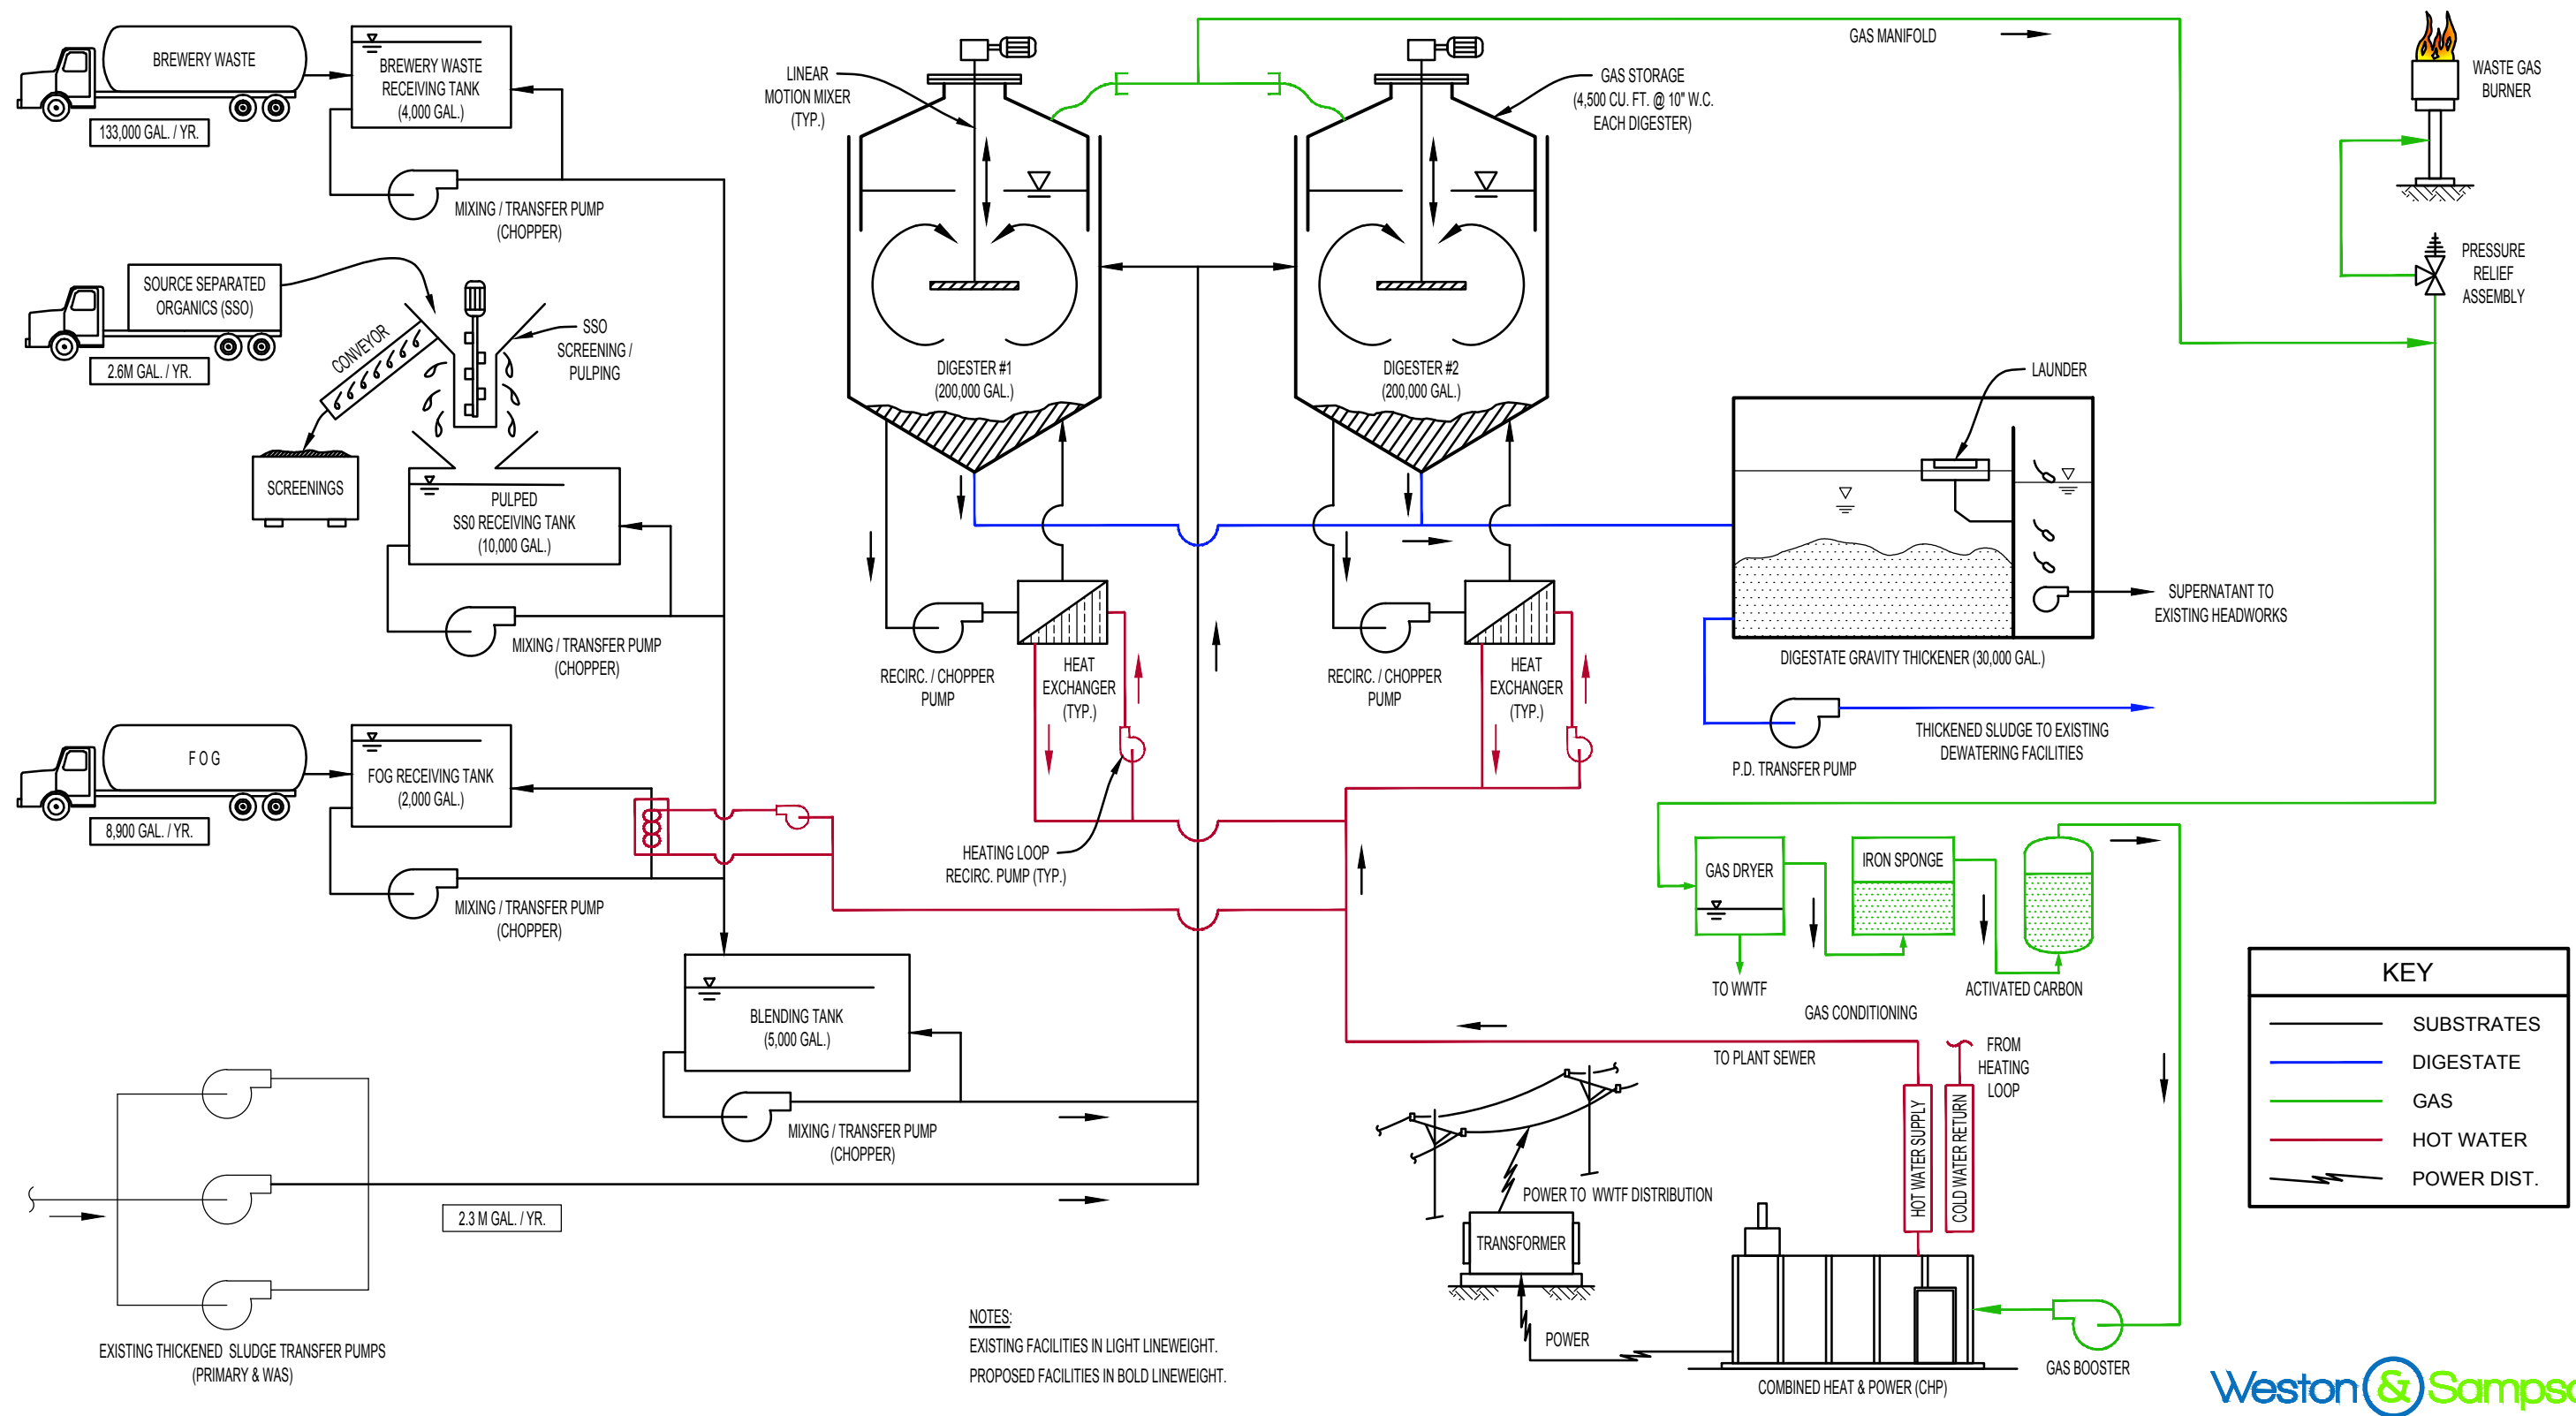 BREWERY WASTE
133,000 GAL. / YR.
BREWERY WASTE
RECEIVING TANK
(4,000 GAL.)
MIXING / TRANSFER PUMP
(CHOPPER)
SOURCE SEPARATED
ORGANICS (SSO)
2.6M GAL. / YR.
CONVEYOR
SSO
SCREENING /
PULPING
SCREENINGS
PULPED
SS0 RECEIVING TANK
(10,000 GAL.)
MIXING / TRANSFER PUMP
(CHOPPER)
F O G
8,900 GAL. / YR.
FOG RECEIVING TANK
(2,000 GAL.)
MIXING / TRANSFER PUMP
(CHOPPER)
BLENDING TANK
(5,000 GAL.)
MIXING / TRANSFER PUMP
(CHOPPER)
2.3 M GAL. / YR.
EXISTING THICKENED SLUDGE TRANSFER PUMPS
(PRIMARY & WAS)
LINEAR
MOTION MIXER
(TYP.)
DIGESTER #1
(200,000 GAL.)
RECIRC. / CHOPPER
PUMP
HEAT
EXCHANGER
(TYP.)
HEATING LOOP
RECIRC. PUMP (TYP.)
GAS STORAGE
(4,500 CU. FT. @ 10" W.C.
EACH DIGESTER)
DIGESTER #2
(200,000 GAL.)
RECIRC. / CHOPPER
PUMP
HEAT
EXCHANGER
(TYP.)
GAS MANIFOLD
WASTE GAS
BURNER
PRESSURE
RELIEF
ASSEMBLY
LAUNDER
SUPERNATANT TO
EXISTING HEADWORKS
DIGESTATE GRAVITY THICKENER (30,000 GAL.)
THICKENED SLUDGE TO EXISTING
DEWATERING FACILITIES
P.D. TRANSFER PUMP
GAS DRYER
IRON SPONGE
TO WWTF
ACTIVATED CARBON
GAS CONDITIONING
TO PLANT SEWER
FROM
HEATING
LOOP
HOT WATER SUPPLY
COLD WATER RETURN
POWER TO WWTF DISTRIBUTION
TRANSFORMER
POWER
COMBINED HEAT & POWER (CHP)
GAS BOOSTER
KEY
SUBSTRATES
DIGESTATE
GAS
HOT WATER
POWER DIST.
NOTES:
EXISTING FACILITIES IN LIGHT LINEWEIGHT.
PROPOSED FACILITIES IN BOLD LINEWEIGHT.
Weston & Sampso